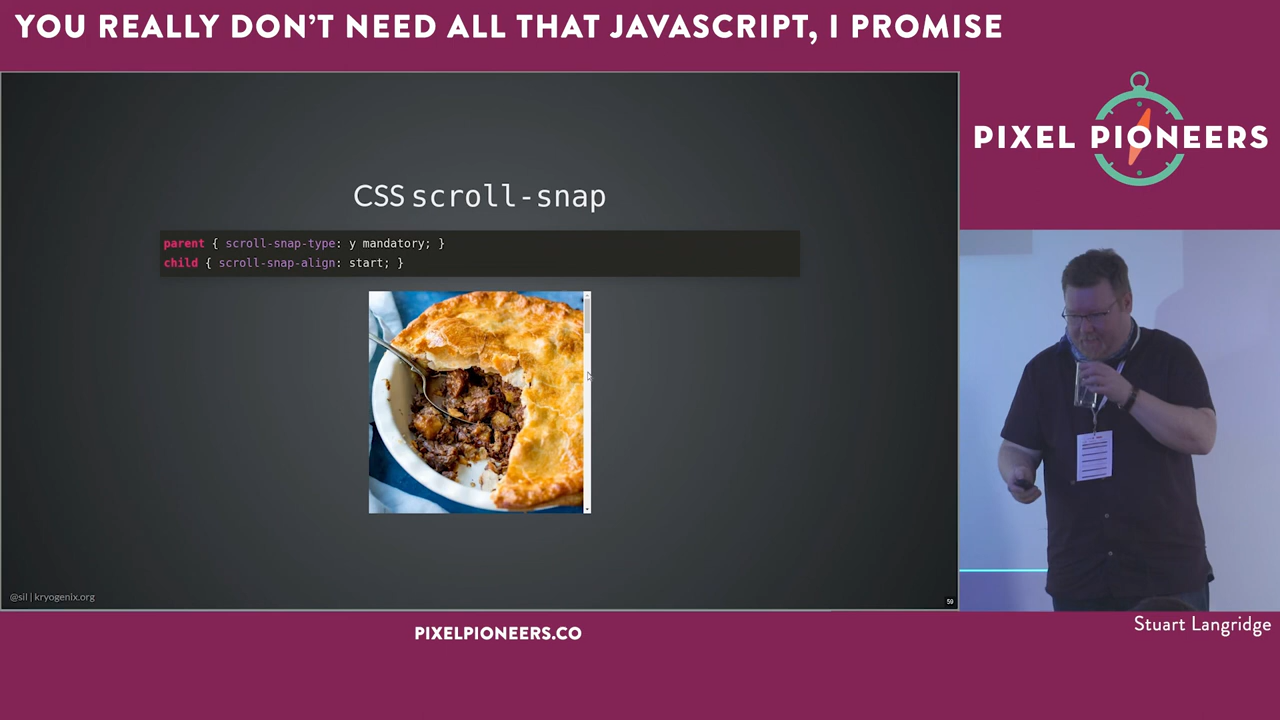 YOU REALLY DON’T NEED ALL THAT JAVASCRIPT, I PROMISE
PIXEL PIONEERS
CSS scroll-snap
parent { scroll-snap-type: y mandatory; }
child { scroll-snap-align: start; }
@sil | kryogenix.org
59
Stuart Langridge
PIXELPIONEERS.CO